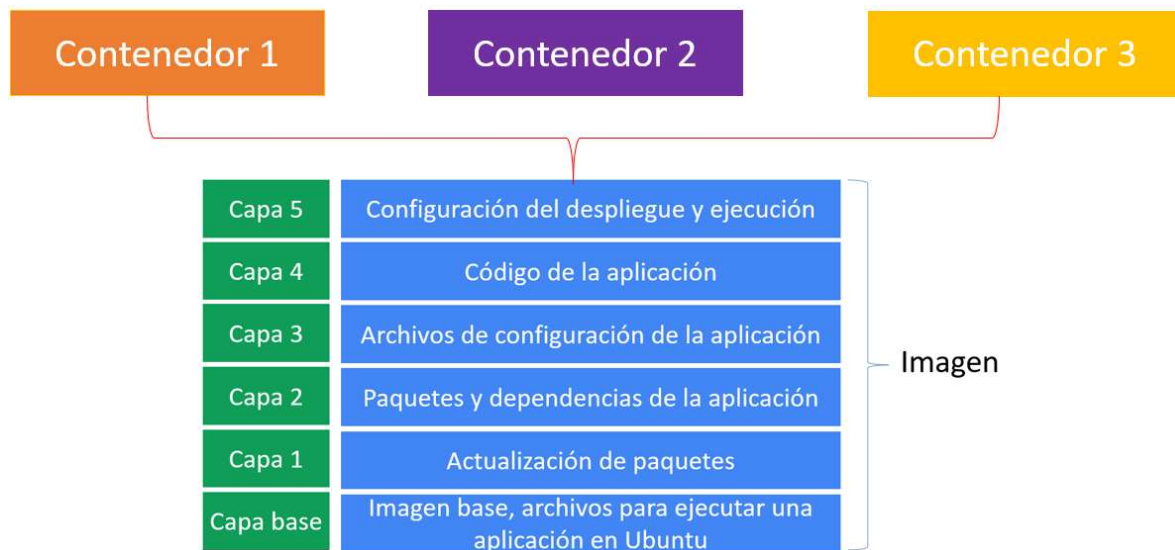 Contenedor 1
Contenedor 2
Contenedor 3
Capa 5
Configuración del despliegue y ejecución
Capa 4
Código de la aplicación
Capa 3
Archivos de configuración de la aplicación
Imagen
Capa 2
Paquetes y dependencias de la aplicación
Capa 1
Actualización de paquetes
Capa base
Imagen base, archivos para ejecutar una
aplicación en Ubuntu